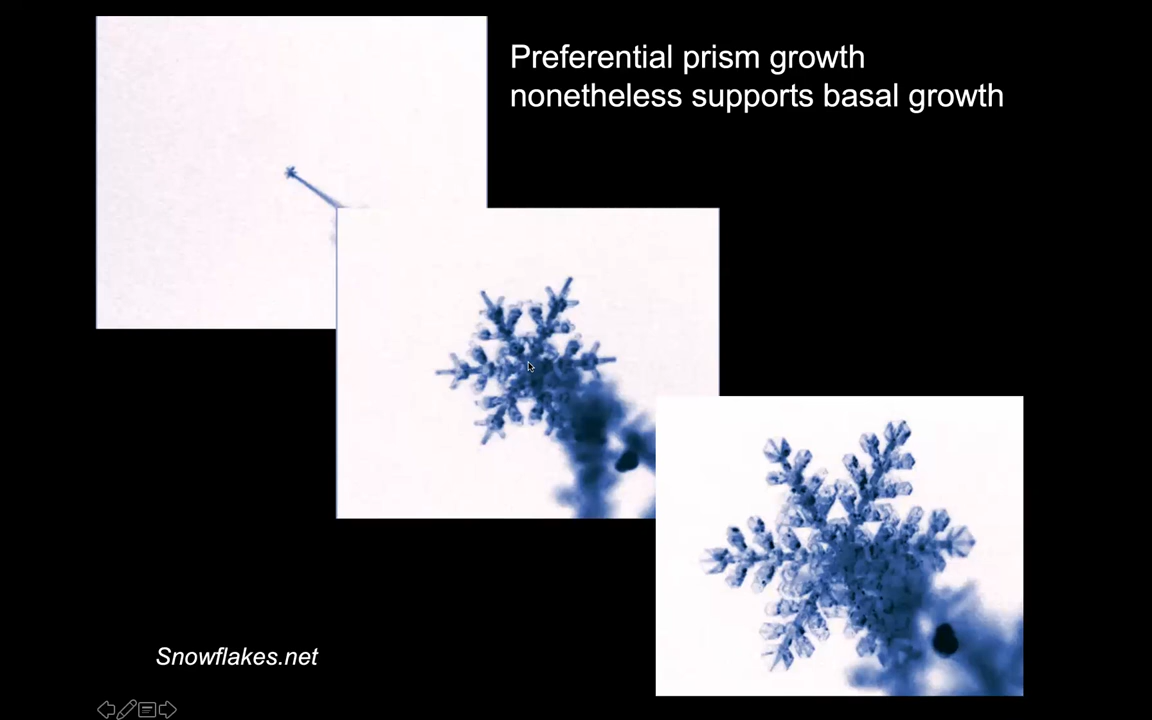 Preferential prism growth
nonetheless supports basal growth
Snowflakes.net